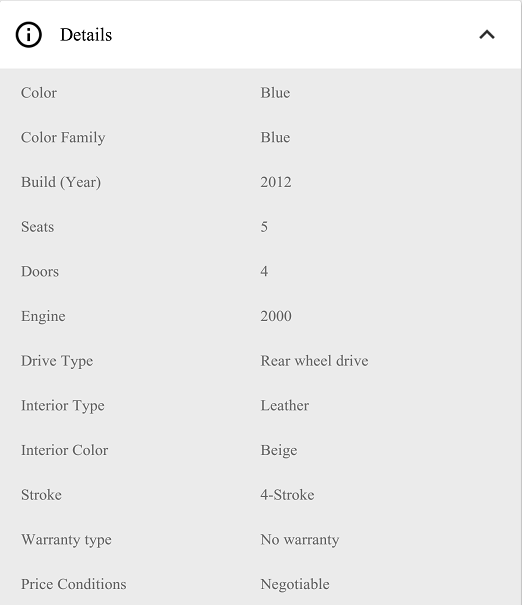 Details
Color Blue
Color Family Blue
Build (Year) 2012
Seats 5
Doors 4
Engine 2000
Drive Type Rear wheel drive
Interior Type Leather
Interior Color Beige
Stroke 4-Stroke
Warranty type No warranty
Price Conditions Negotiable